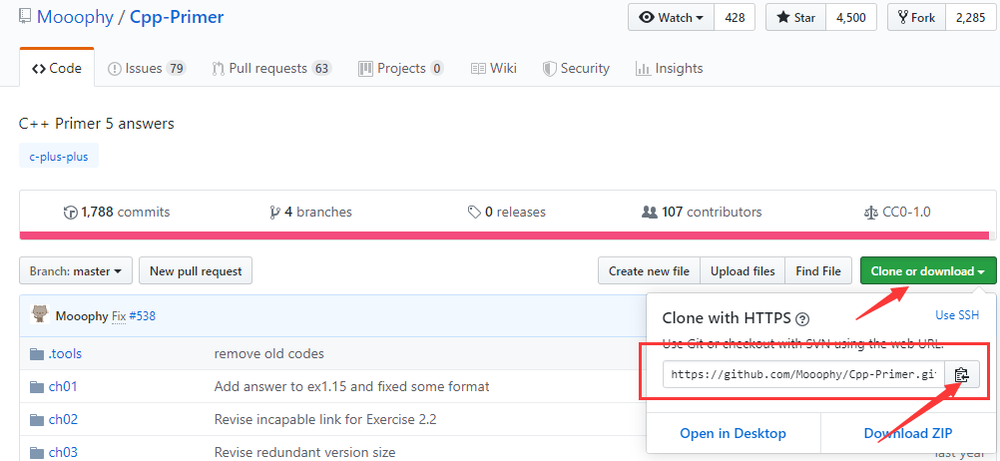 Mooophy / Cpp-Primer
Watch 428 Star 4,500 Fork 2,285
Code Issues 79 Pull requests 63 Projects 0 Wiki Security Insights
C++ Primer 5 answers
c-plus-plus
1,788 commits 4 branches 0 releases 107 contributors CC0-1.0
Branch: master New pull request Create new file Upload files Find File Clone or download
Mooophy Fix #538
Clone with HTTPS Use SSH
Use Git or checkout with SVN using the web URL.
https://github.com/Mooophy/Cpp-Primer.gi
Open in Desktop Download ZIP
.tools remove old codes
ch01 Add answer to ex1.15 and fixed some format
ch02 Revise incapable link for Exercise 2.2
ch03 Revise redundant version size last year